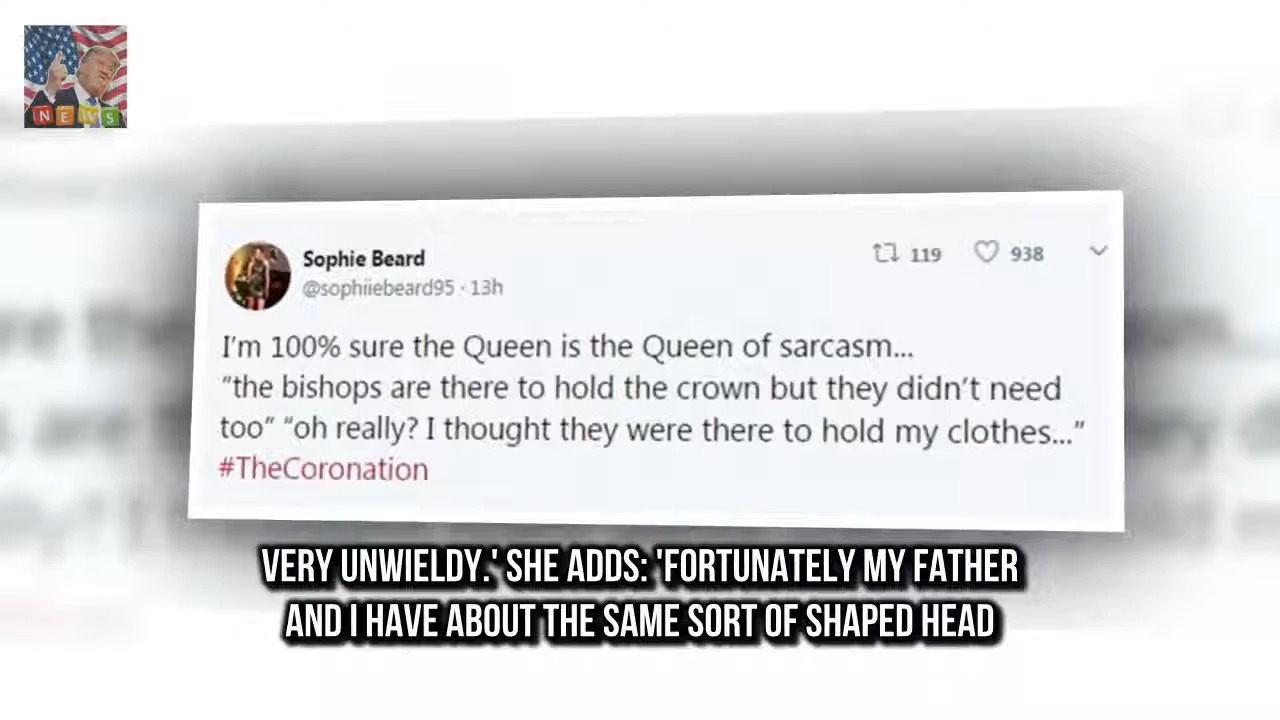 NEWS
Sophie Beard
119
938
@sophiiebeard95 · 13h
I'm 100% sure the Queen is the Queen of sarcasm...
“the bishops are there to hold the crown but they didn't need
too” “oh really? I thought they were there to hold my clothes...”
#TheCoronation
VERY UNWIELDY.' SHE ADDS: 'FORTUNATELY MY FATHER
AND I HAVE ABOUT THE SAME SORT OF SHAPED HEAD